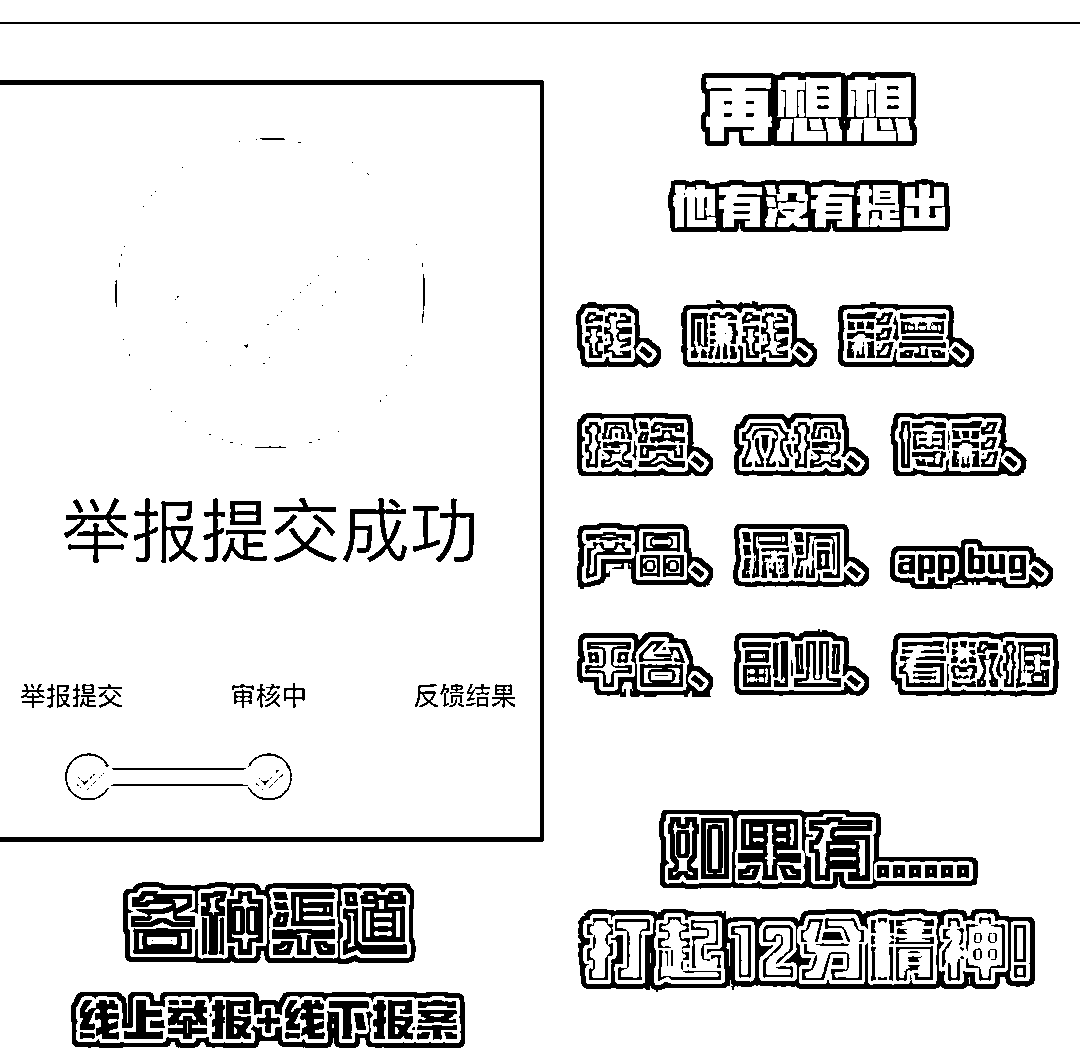 举报提交成功
举报提交
审核中
反馈结果
各种渠道
线上举报+线下报案
再想想
他有没有提出
钱、赚钱、彩票、
投资、众投、博彩、
产品、漏洞、app bug、
平台、副业、看数据
如果有......
打起12分精神!